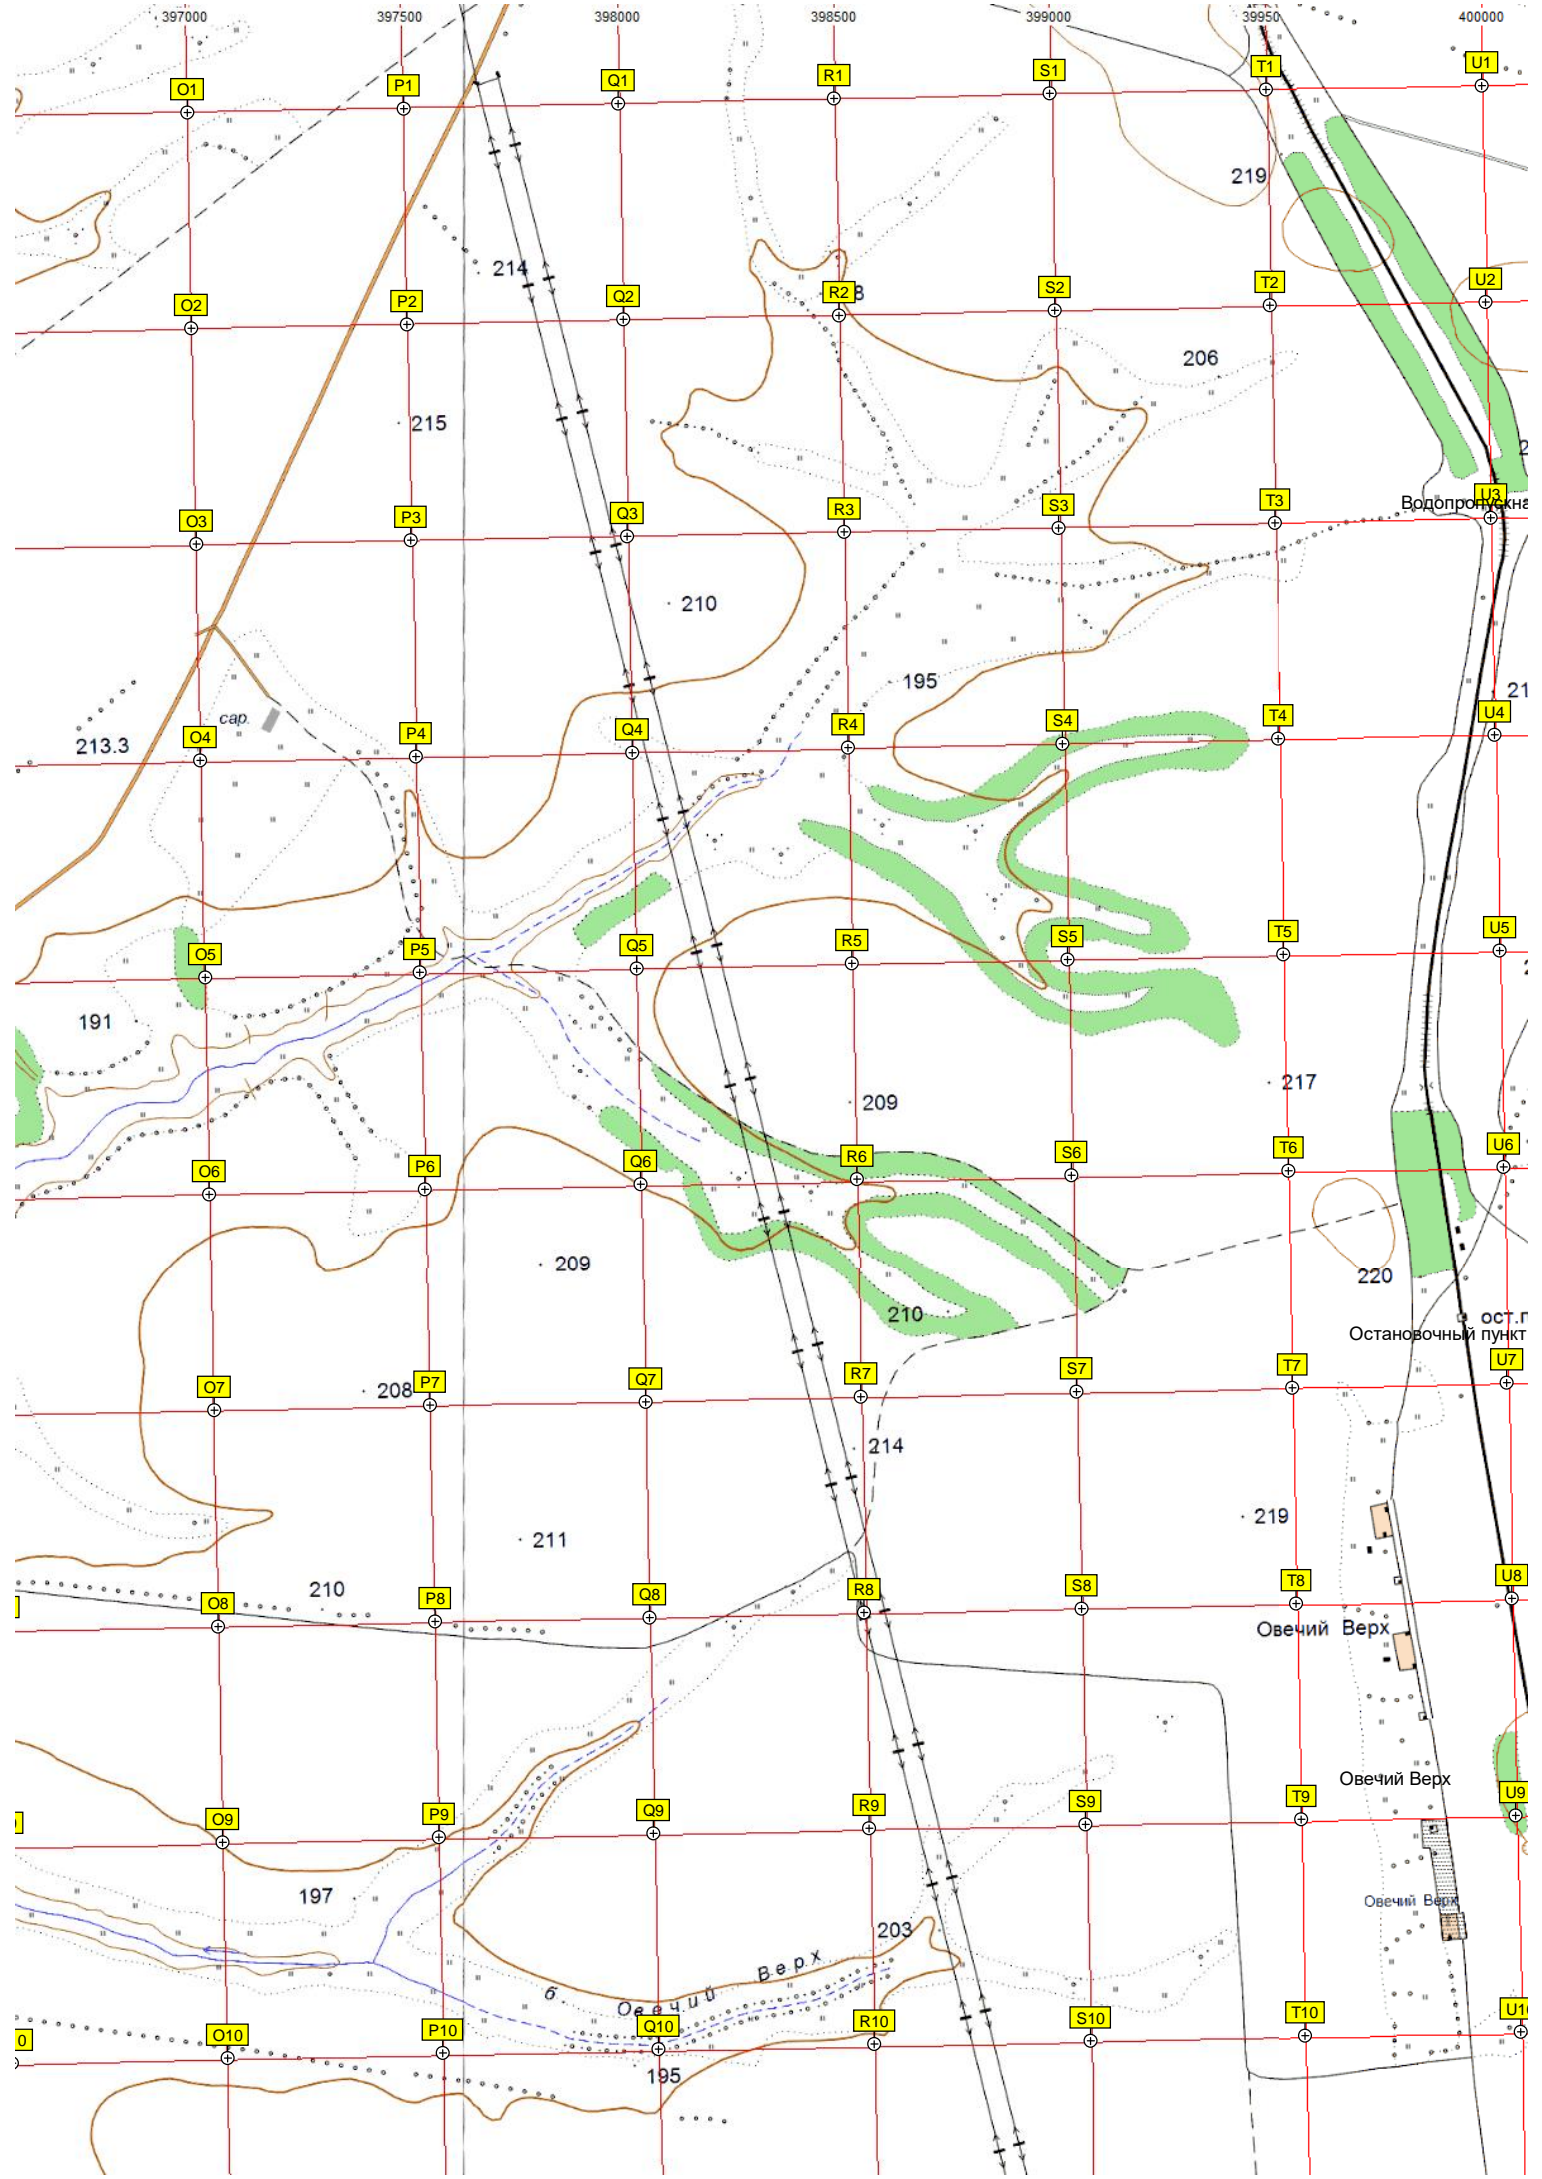 397000 397500 398000 398500 399000 39950 400000
O1 P1 Q1 R1 S1 T1 U1
219
214
O2 P2 Q2 R2 8 S2 T2 U2
206
215
O3 P3 Q3 R3 S3 T3 U3
Водопропускна
210
195
21
сар.
213.3
O4 P4 Q4 R4 S4 T4 U4
O5 P5 Q5 R5 S5 T5 U5
191
217
209
O6 P6 Q6 R6 S6 T6 U6
209
220
210
ост.п
Остановочный пункт
O7 P7 Q7 R7 S7 T7 U7
208
214
219
211
210
O8 P8 Q8 R8 S8 T8 U8
Овечий Верх
Овечий Верх
O9 P9 Q9 R9 S9 T9 U9
197
Овечий Верх
203
б. Овечий Верх
0 O10 P10 Q10 R10 S10 T10 U10
195